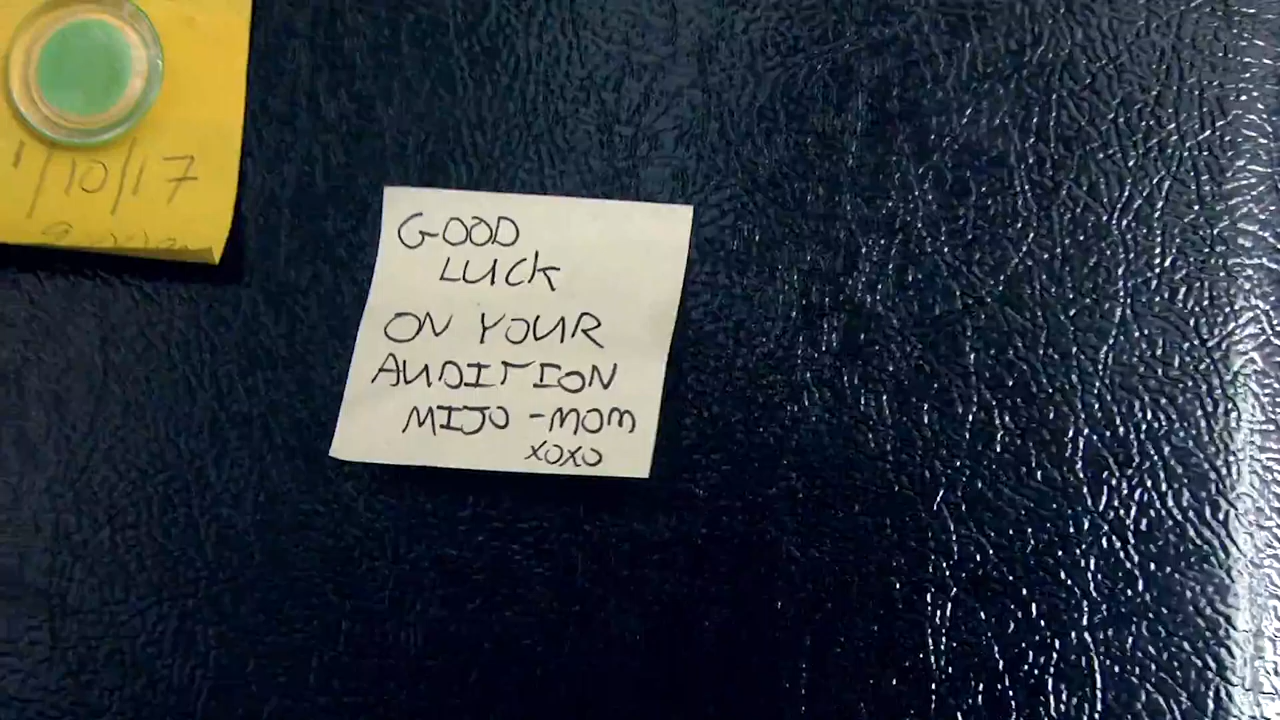 1/10/17
GOOD
LUCK
ON YOUR
AUDITION
MIJO -MOM
XOXO